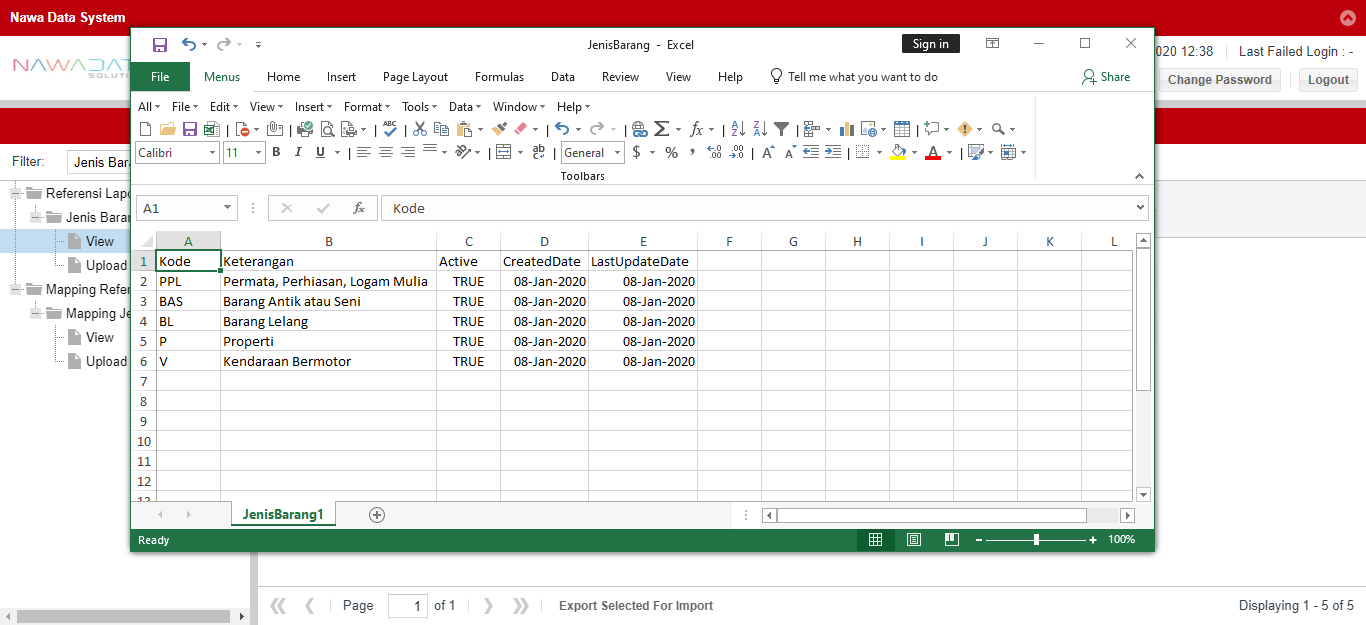 Nawa Data System
JenisBarang - Excel
Sign in
020 12:38
Last Failed Login : -
NAWADAT
SOLUTI
File
Menus
Home
Insert
Page Layout
Formulas
Data
Review
View
Help
Tell me what you want to do
Share
Change Password
Logout
All
File
Edit
View
Insert
Format
Tools
Data
Window
Help
Calibri
11
B
I
U
General
$
%
Toolbars
Filter:
Jenis Bara
Referensi Lapo
Jenis Baran
View
Upload
Mapping Refer
Mapping Je
View
Upload
A1
fx
Kode
A B C D E F G H I J K L
1 Kode Keterangan Active CreatedDate LastUpdateDate
2 PPL Permata, Perhiasan, Logam Mulia TRUE 08-Jan-2020 08-Jan-2020
3 BAS Barang Antik atau Seni TRUE 08-Jan-2020 08-Jan-2020
4 BL Barang Lelang TRUE 08-Jan-2020 08-Jan-2020
5 P Properti TRUE 08-Jan-2020 08-Jan-2020
6 V Kendaraan Bermotor TRUE 08-Jan-2020 08-Jan-2020
7
8
9
10
11
12
JenisBarang1
Ready
100%
Page 1 of 1
Export Selected For Import
Displaying 1 - 5 of 5